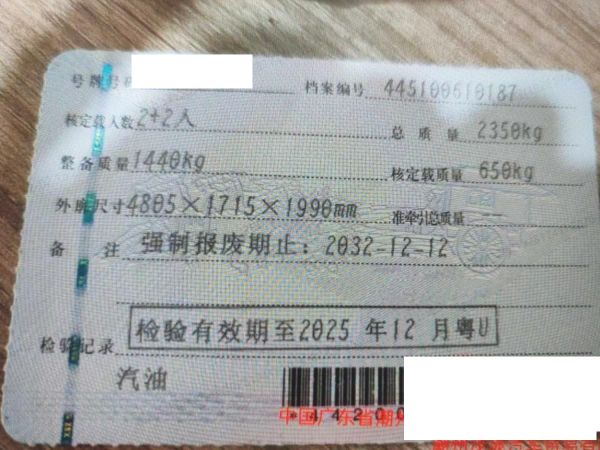 号牌号码
档案编号 445100610187
核定载人数 2+2人 总质量 2350kg
整备质量 1440kg 核定载质量 650kg
外廓尺寸 4805×1715×1990mm 准牵引总质量
备注 强制报废期止: 2032-12-12
检验记录 检验有效期至2025 年12 月粤U
汽油
*44200
中国广东省潮州